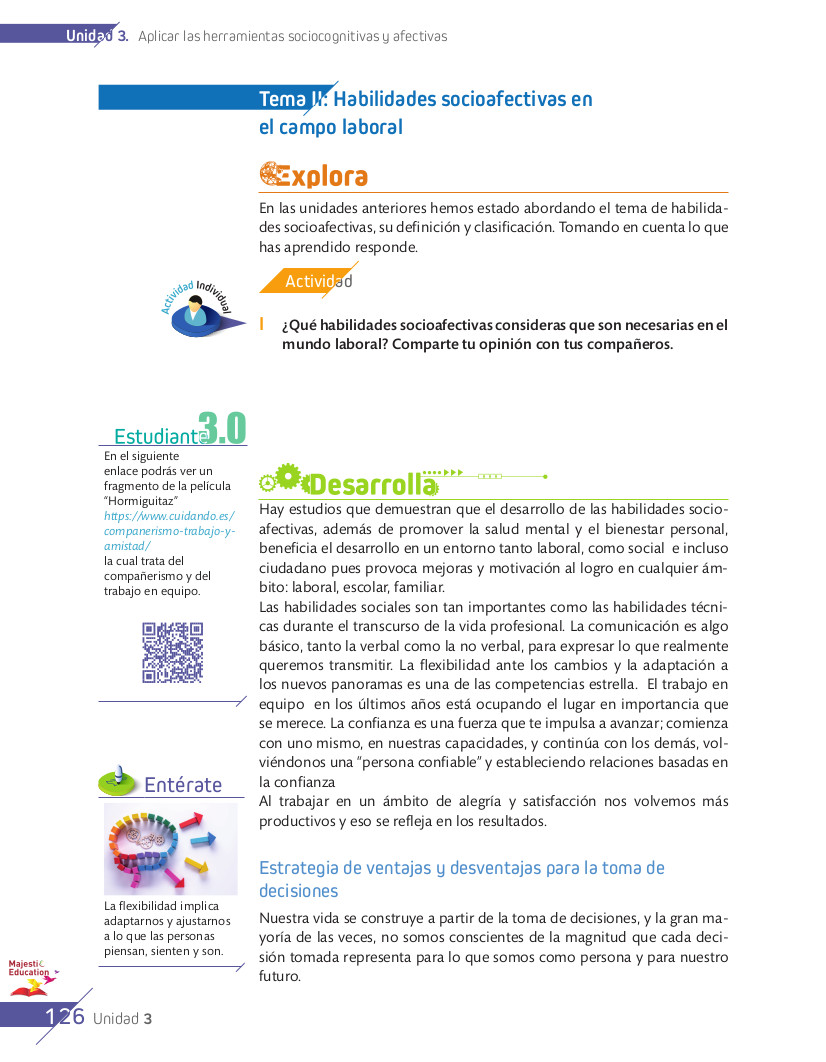 Unidad 3. Aplicar las herramientas sociocognitivas y afectivas
Tema II: Habilidades socioafectivas en
el campo laboral
Explora
En las unidades anteriores hemos estado abordando el tema de habilida-
des socioafectivas, su definición y clasificación. Tomando en cuenta lo que
has aprendido responde.
Actividad
Actividad Individual
I ¿Qué habilidades socioafectivas consideras que son necesarias en el
mundo laboral? Comparte tu opinión con tus compañeros.
Estudiante 3.0
En el siguiente
enlace podrás ver un
fragmento de la película
“Hormiguitaz”
https://www.cuidando.es/
companerismo-trabajo-y-
amistad/
la cual trata del
compañerismo y del
trabajo en equipo.
Desarrolla
Hay estudios que demuestran que el desarrollo de las habilidades socio-
afectivas, además de promover la salud mental y el bienestar personal,
beneficia el desarrollo en un entorno tanto laboral, como social e incluso
ciudadano pues provoca mejoras y motivación al logro en cualquier ám-
bito: laboral, escolar, familiar.
Las habilidades sociales son tan importantes como las habilidades técni-
cas durante el transcurso de la vida profesional. La comunicación es algo
básico, tanto la verbal como la no verbal, para expresar lo que realmente
queremos transmitir. La flexibilidad ante los cambios y la adaptación a
los nuevos panoramas es una de las competencias estrella. El trabajo en
equipo en los últimos años está ocupando el lugar en importancia que
se merece. La confianza es una fuerza que te impulsa a avanzar; comienza
con uno mismo, en nuestras capacidades, y continúa con los demás, vol-
viéndonos una “persona confiable” y estableciendo relaciones basadas en
la confianza
Al trabajar en un ámbito de alegría y satisfacción nos volvemos más
productivos y eso se refleja en los resultados.
Entérate
La flexibilidad implica
adaptarnos y ajustarnos
a lo que las personas
piensan, sienten y son.
Estrategia de ventajas y desventajas para la toma de
decisiones
Nuestra vida se construye a partir de la toma de decisiones, y la gran ma-
yoría de las veces, no somos conscientes de la magnitud que cada deci-
sión tomada representa para lo que somos como persona y para nuestro
futuro.
Majestic
Education
126 Unidad 3